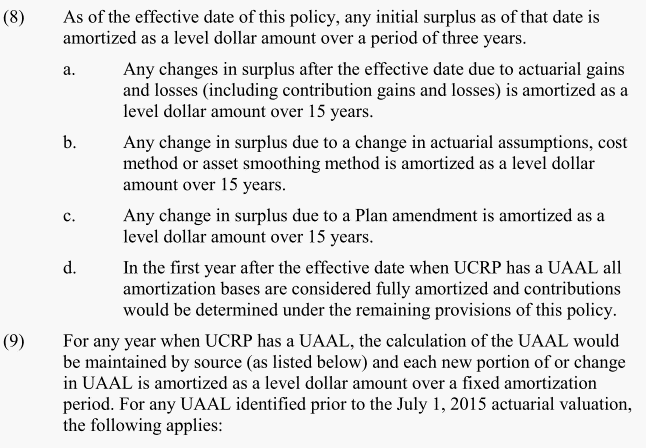 (8) As of the effective date of this policy, any initial surplus as of that date is
amortized as a level dollar amount over a period of three years.
a. Any changes in surplus after the effective date due to actuarial gains
and losses (including contribution gains and losses) is amortized as a
level dollar amount over 15 years.
b. Any change in surplus due to a change in actuarial assumptions, cost
method or asset smoothing method is amortized as a level dollar
amount over 15 years.
c. Any change in surplus due to a Plan amendment is amortized as a
level dollar amount over 15 years.
d. In the first year after the effective date when UCRP has a UAAL all
amortization bases are considered fully amortized and contributions
would be determined under the remaining provisions of this policy.
(9) For any year when UCRP has a UAAL, the calculation of the UAAL would
be maintained by source (as listed below) and each new portion of or change
in UAAL is amortized as a level dollar amount over a fixed amortization
period. For any UAAL identified prior to the July 1, 2015 actuarial valuation,
the following applies: